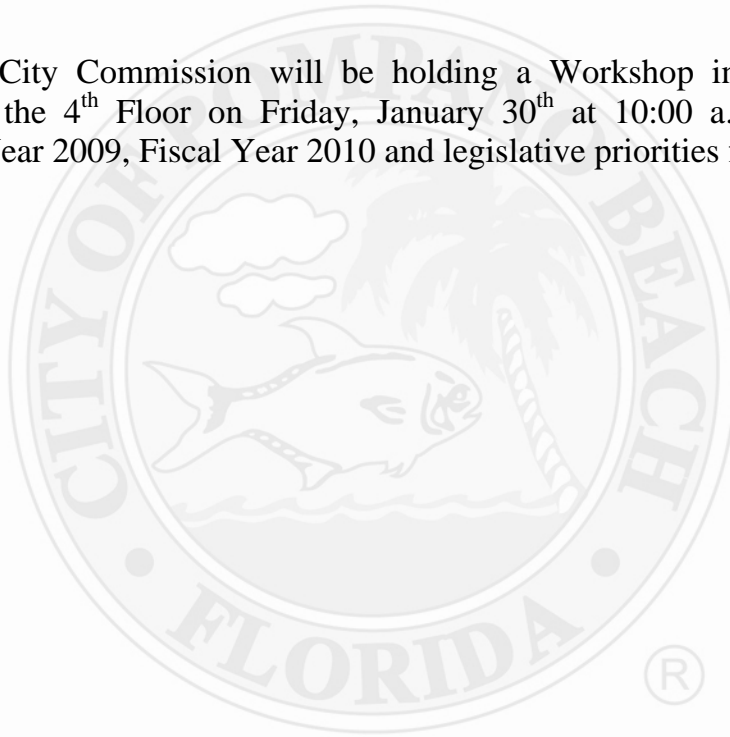 City Commission will be holding a Workshop in
the 4th Floor on Friday, January 30th at 10:00 a.
ear 2009, Fiscal Year 2010 and legislative priorities
CITY OF POMPANO BEACH
FLORIDA
®